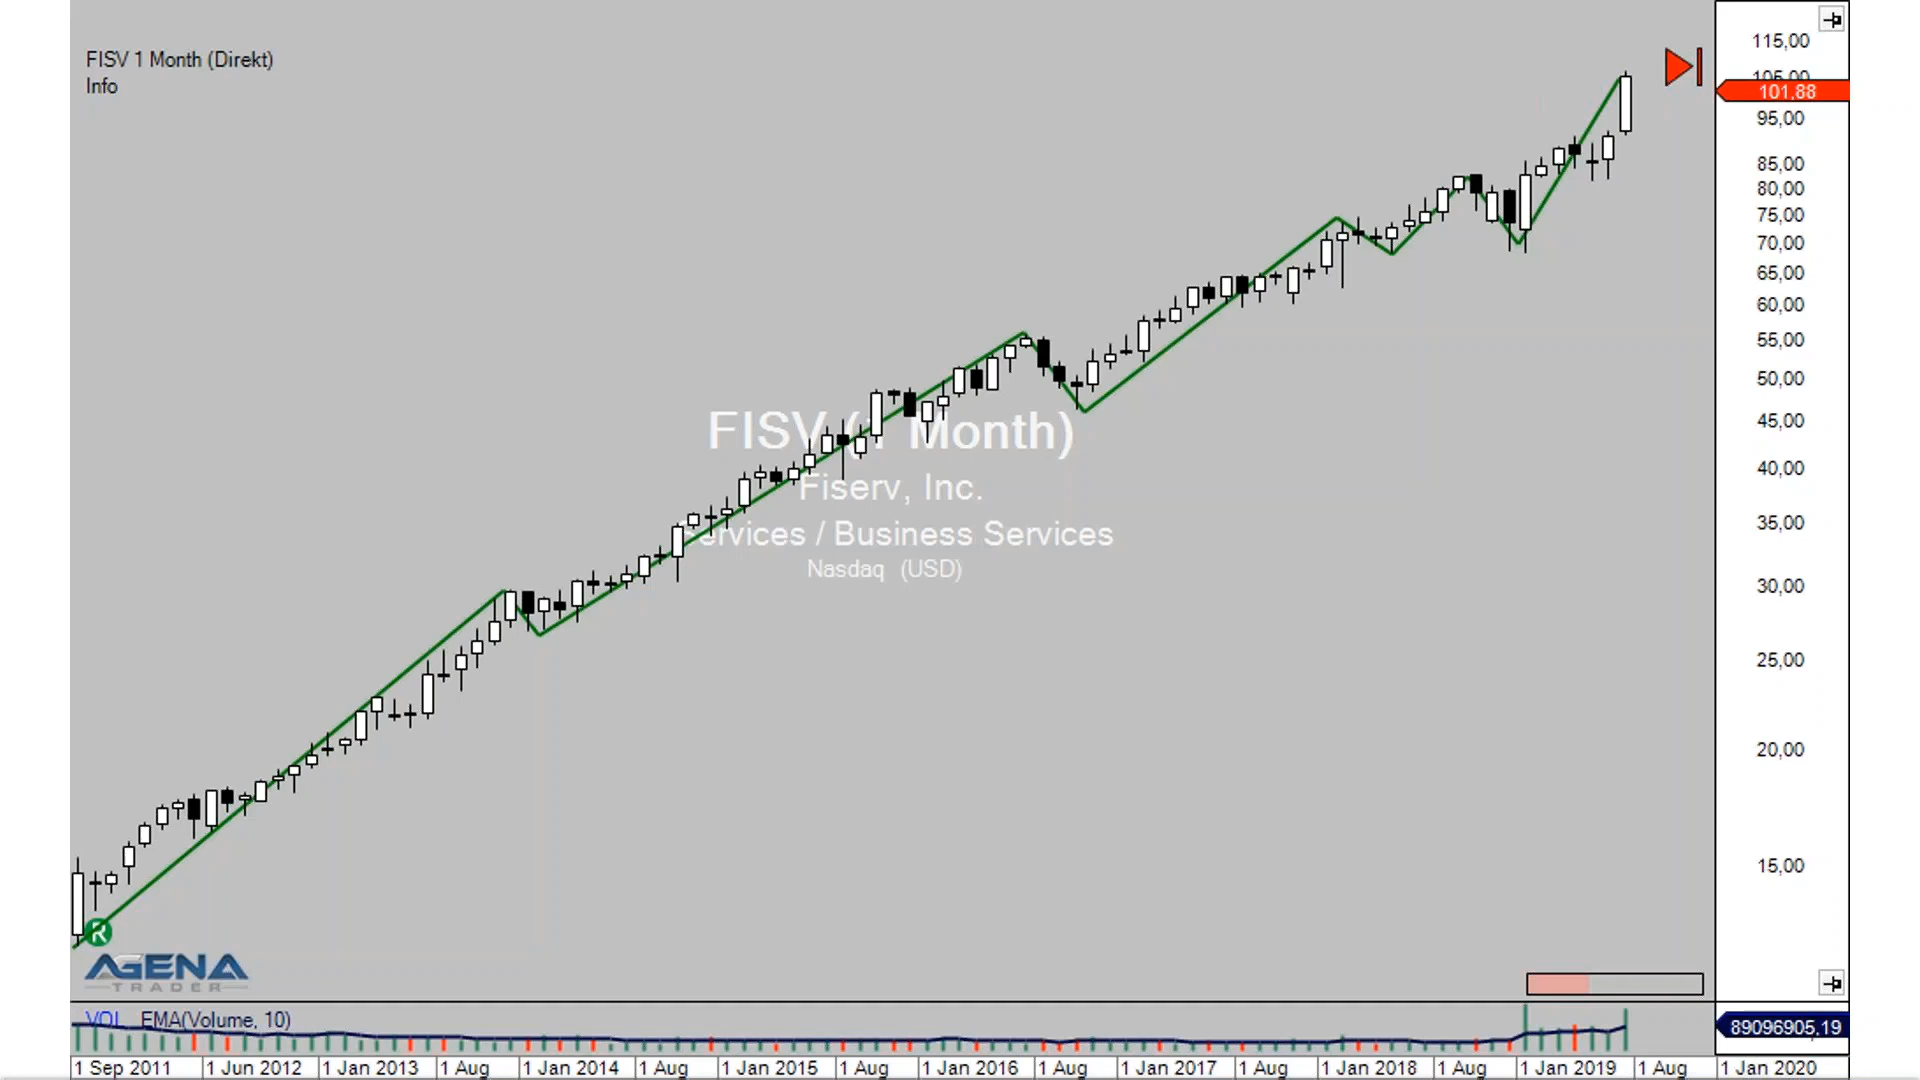 FISV 1 Month (Direkt)
Info
115,00
105,00
101,88
95,00
85,00
80,00
75,00
70,00
65,00
60,00
55,00
50,00
45,00
40,00
35,00
30,00
25,00
20,00
15,00
FISV (1 Month)
Fiserv, Inc.
Services / Business Services
Nasdaq (USD)
R
AGENA
TRADER
VOL EMA(Volume, 10)
89096905,19
1 Sep 2011 1 Jun 2012 1 Jan 2013 1 Aug 1 Jan 2014 1 Aug 1 Jan 2015 1 Aug 1 Jan 2016 1 Aug 1 Jan 2017 1 Aug 1 Jan 2018 1 Aug 1 Jan 2019 1 Aug 1 Jan 2020